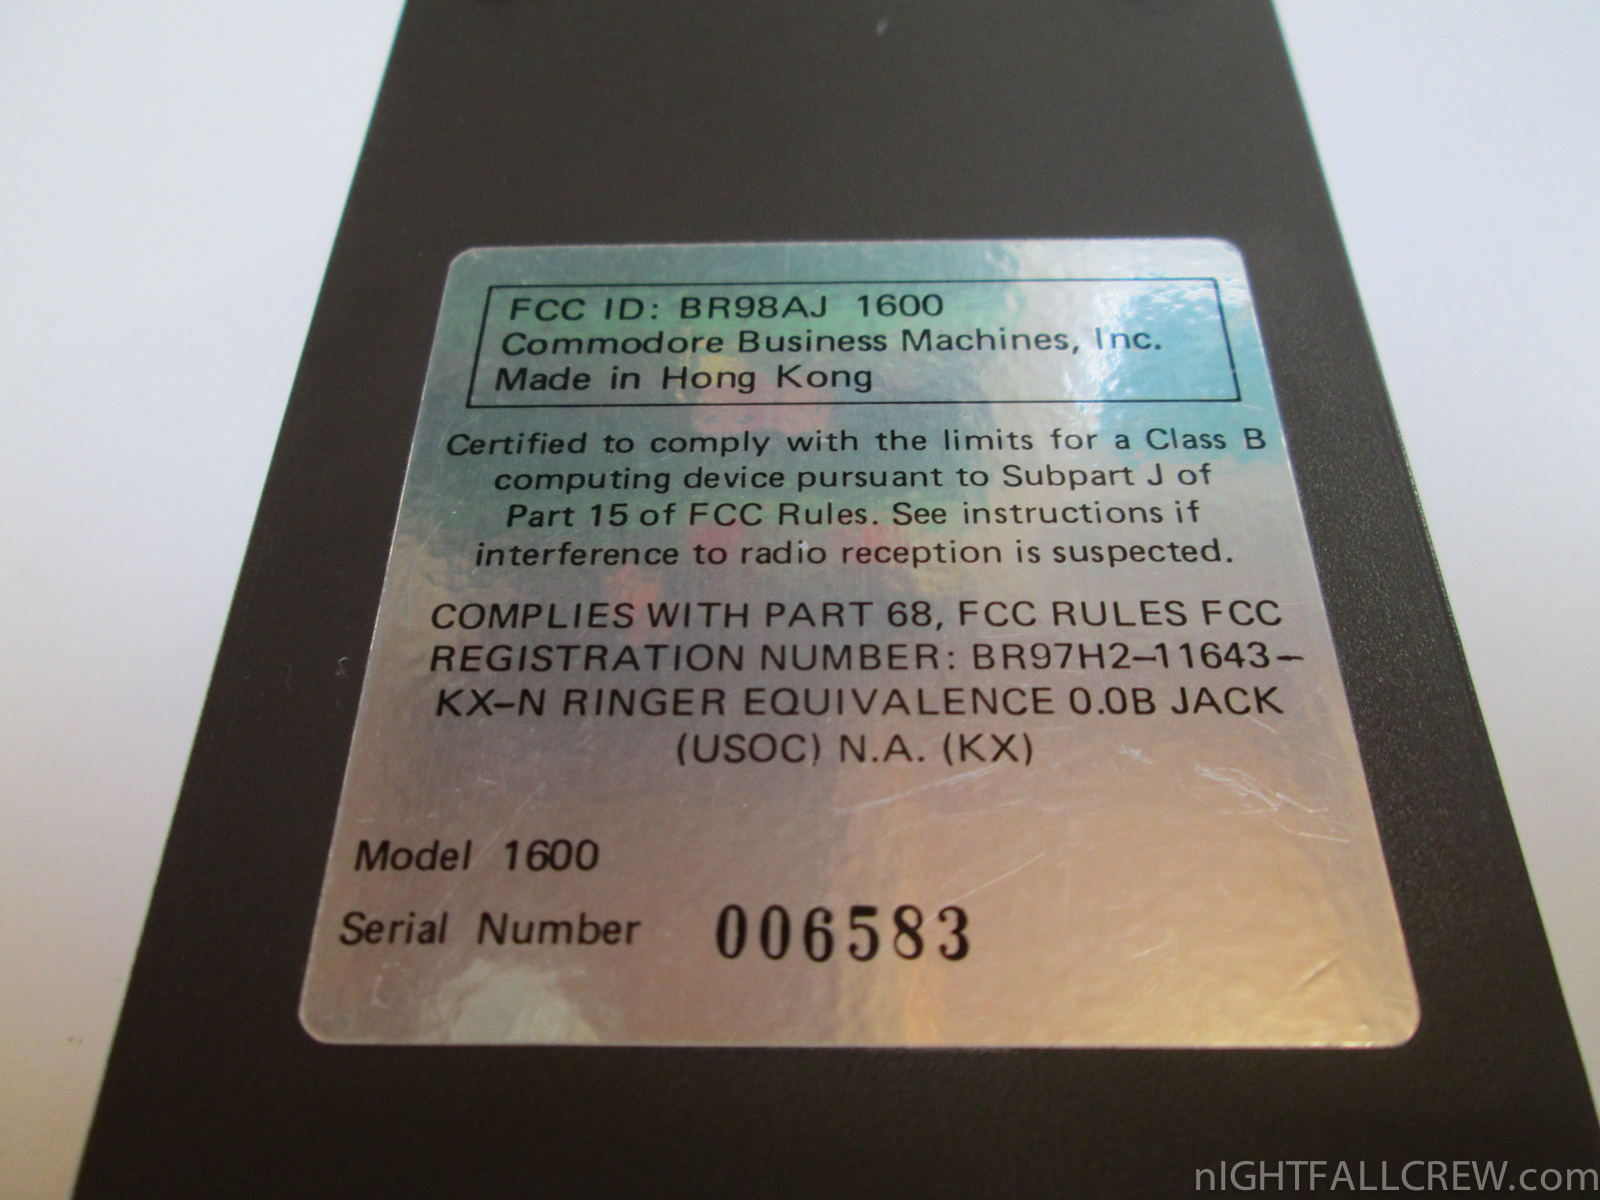 FCC ID: BR98AJ 1600
Commodore Business Machines, Inc.
Made in Hong Kong
Certified to comply with the limits for a Class B
computing device pursuant to Subpart J of
Part 15 of FCC Rules. See instructions if
interference to radio reception is suspected.
COMPLIES WITH PART 68, FCC RULES FCC
REGISTRATION NUMBER: BR97H2-11643-
KX-N RINGER EQUIVALENCE 0.0B JACK
(USOC) N.A. (KX)
Model 1600
Serial Number 006583
nIGHTFALLCREW.com